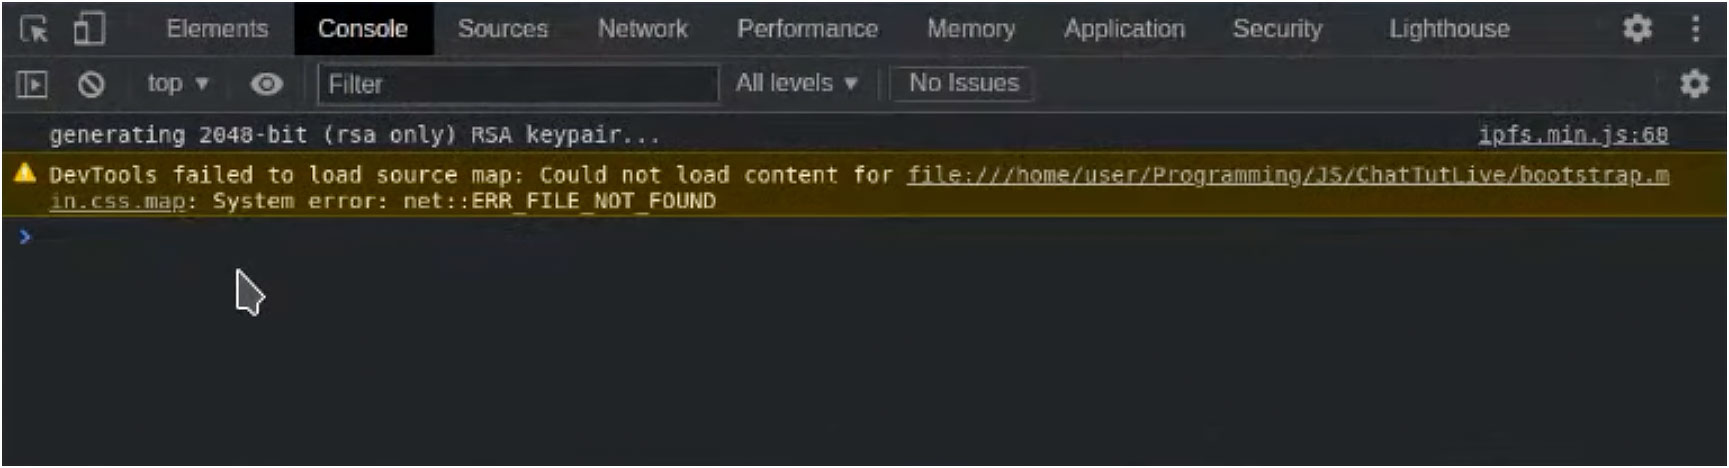 Elements Console Sources Network Performance Memory Application Security Lighthouse
top Filter All levels No Issues
generating 2048-bit (rsa only) RSA keypair... ipfs.min.js:68
DevTools failed to load source map: Could not load content for file:///home/user/Programming/JS/ChatTutLive/bootstrap.m
in.css.map: System error: net::ERR_FILE_NOT_FOUND